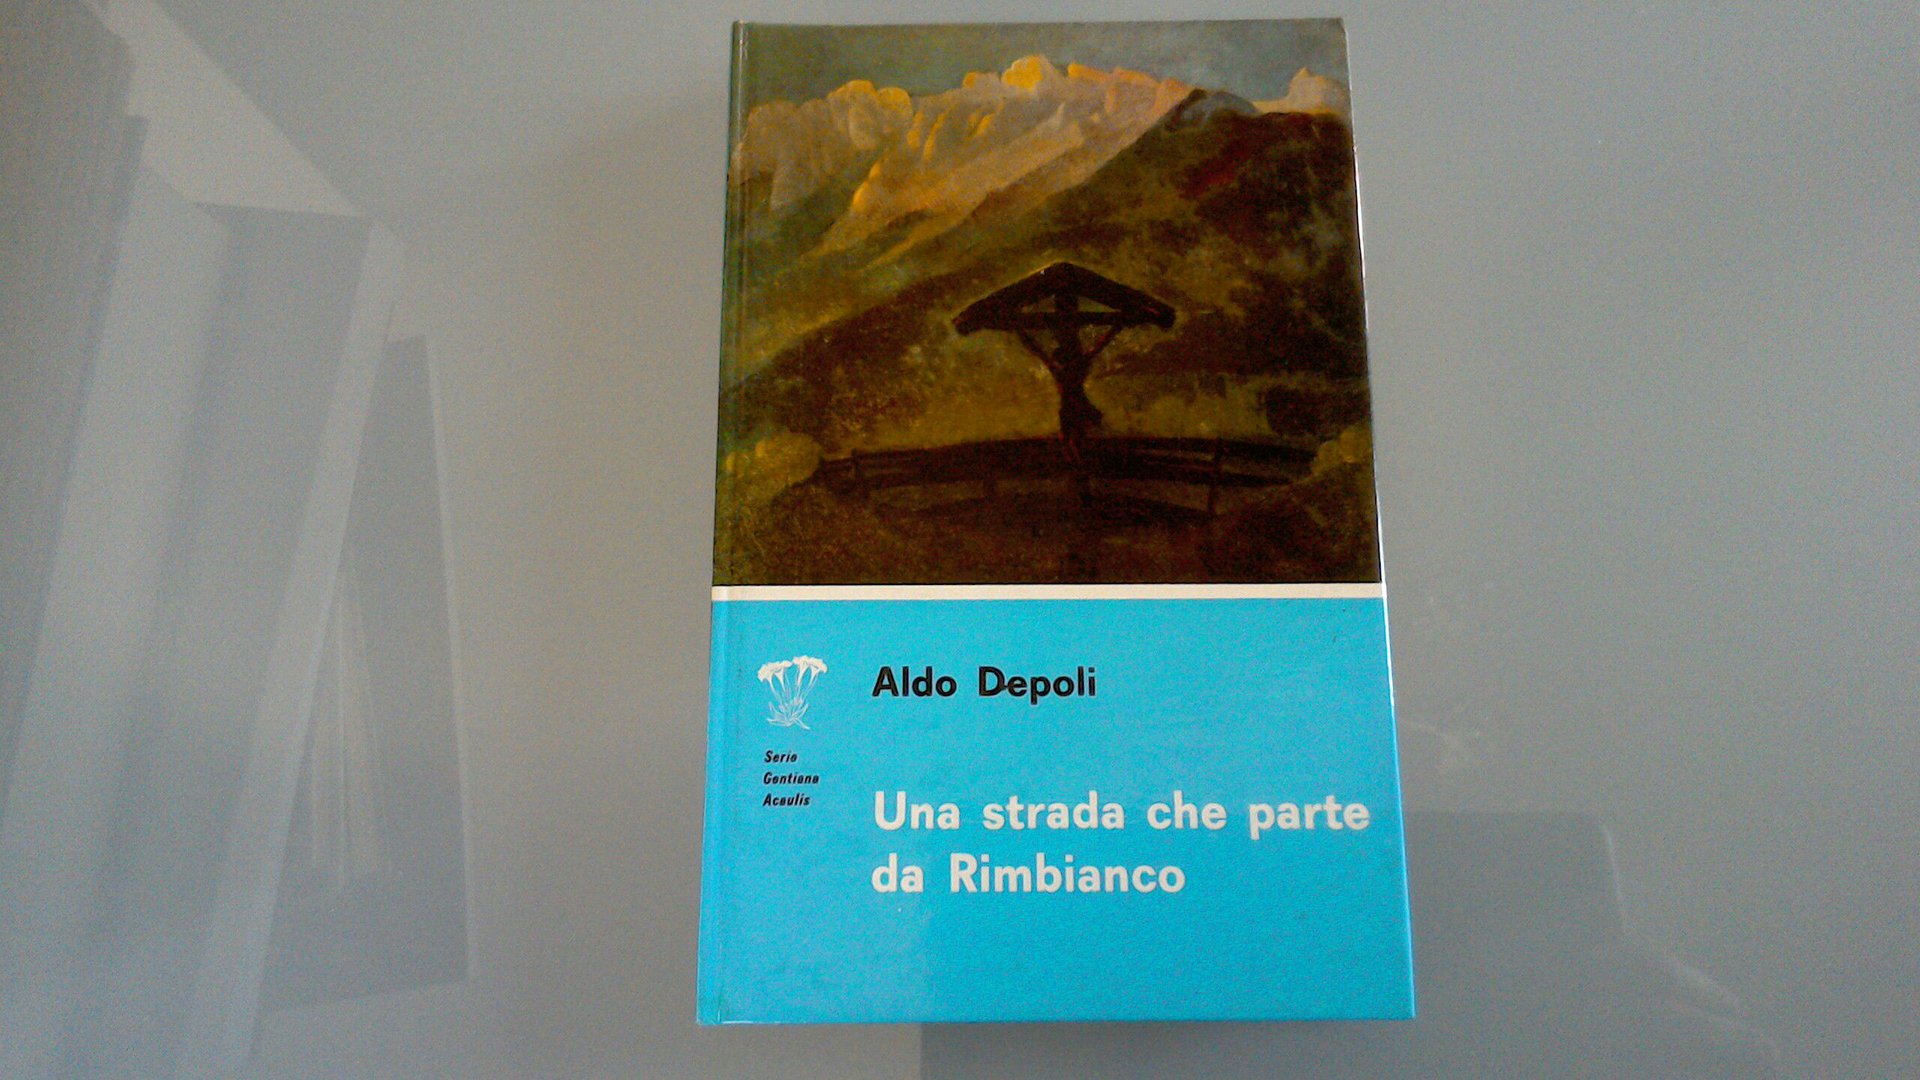 Aldo Depoli
Serie
Gentiana
Acaulis
Una strada che parte
da Rimbianco